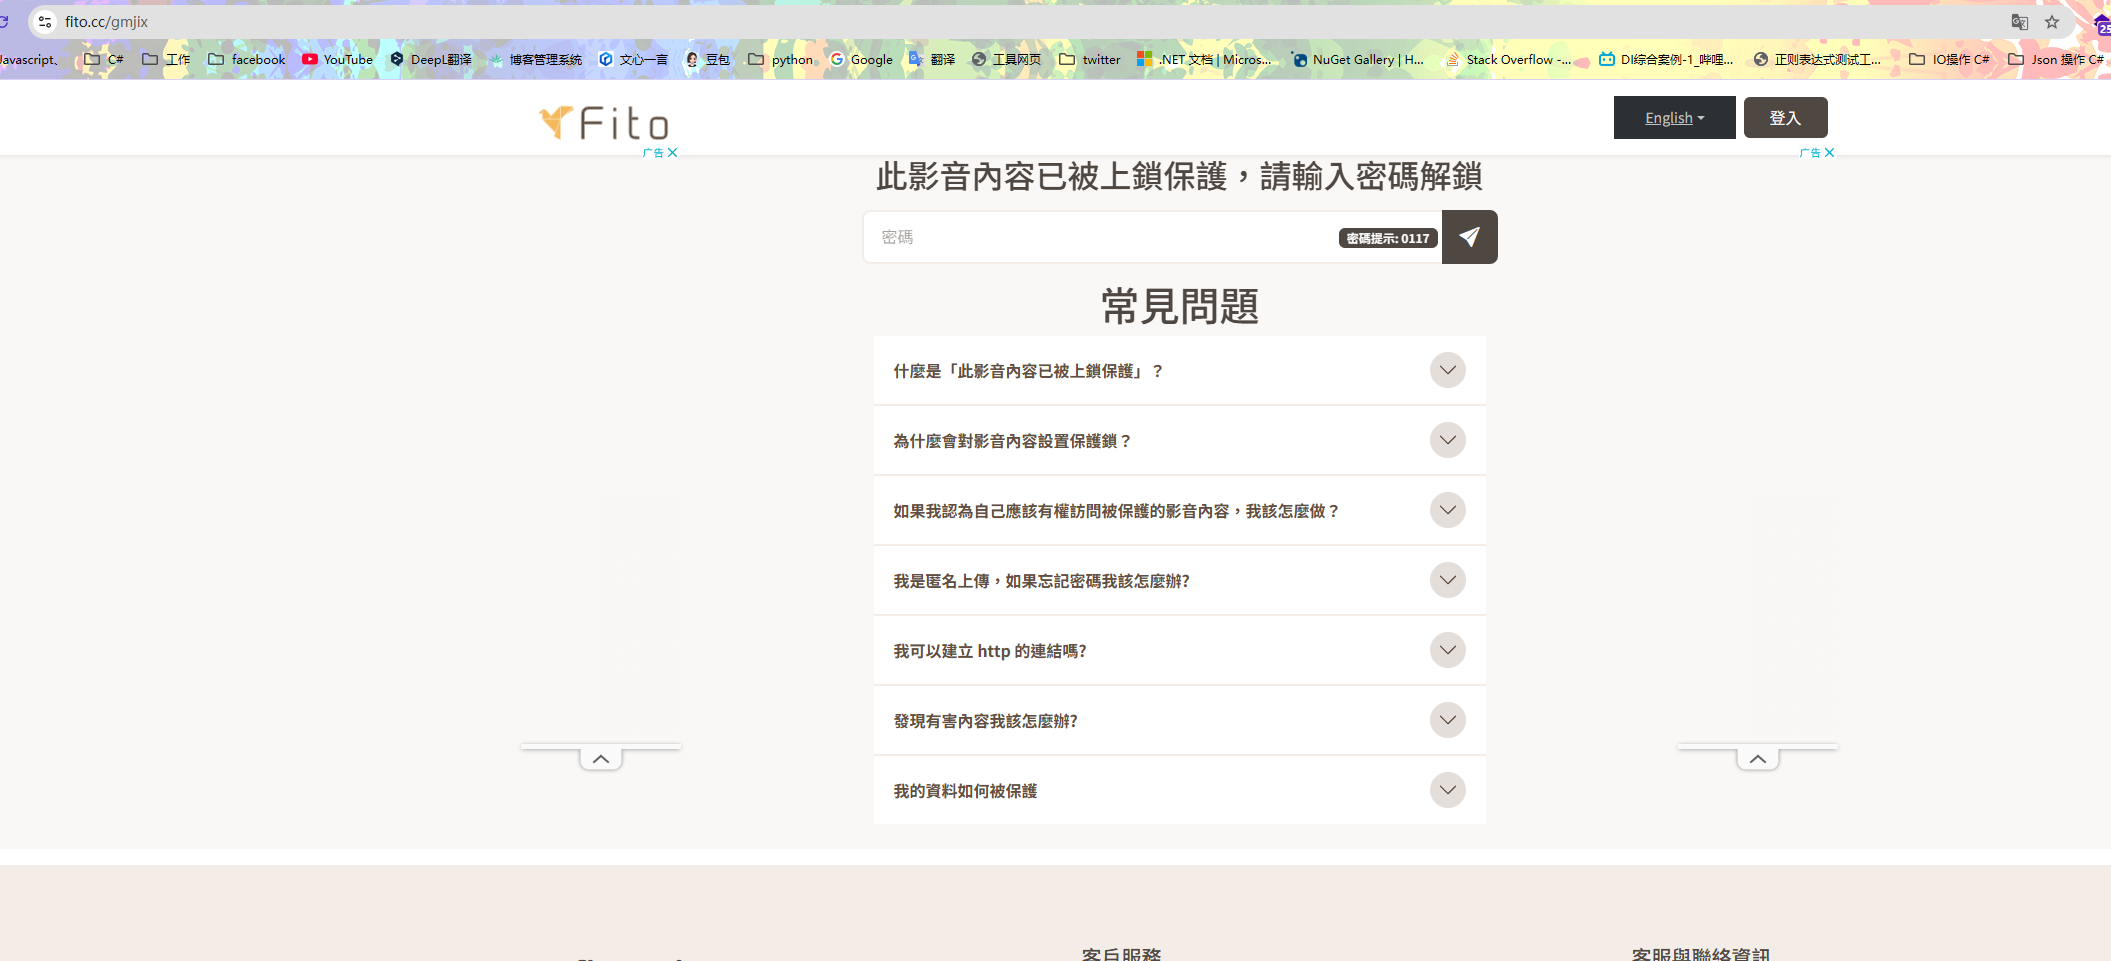 fito.cc/gmjix
Javascript、 C# 工作 facebook YouTube DeepL翻译 博客管理系统 文心一言 豆包 python Google 翻译 工具网页 twitter .NET 文档 | Micros... NuGet Gallery | H... Stack Overflow -... DI综合案例-1_哔哩... 正则表达式测试工... IO操作 C# Json 操作 C#
25
Fito
English
登入
广告
广告
此影音內容已被上鎖保護，請輸入密碼解鎖
密碼
密碼提示: 0117
常見問題
什麼是「此影音內容已被上鎖保護」？
為什麼會對影音內容設置保護鎖？
如果我認為自己應該有權訪問被保護的影音內容，我該怎麼做？
我是匿名上傳，如果忘記密碼我該怎麼辦?
我可以建立 http 的連結嗎?
發現有害內容我該怎麼辦?
我的資料如何被保護
客戶服務
客服與聯絡資訊